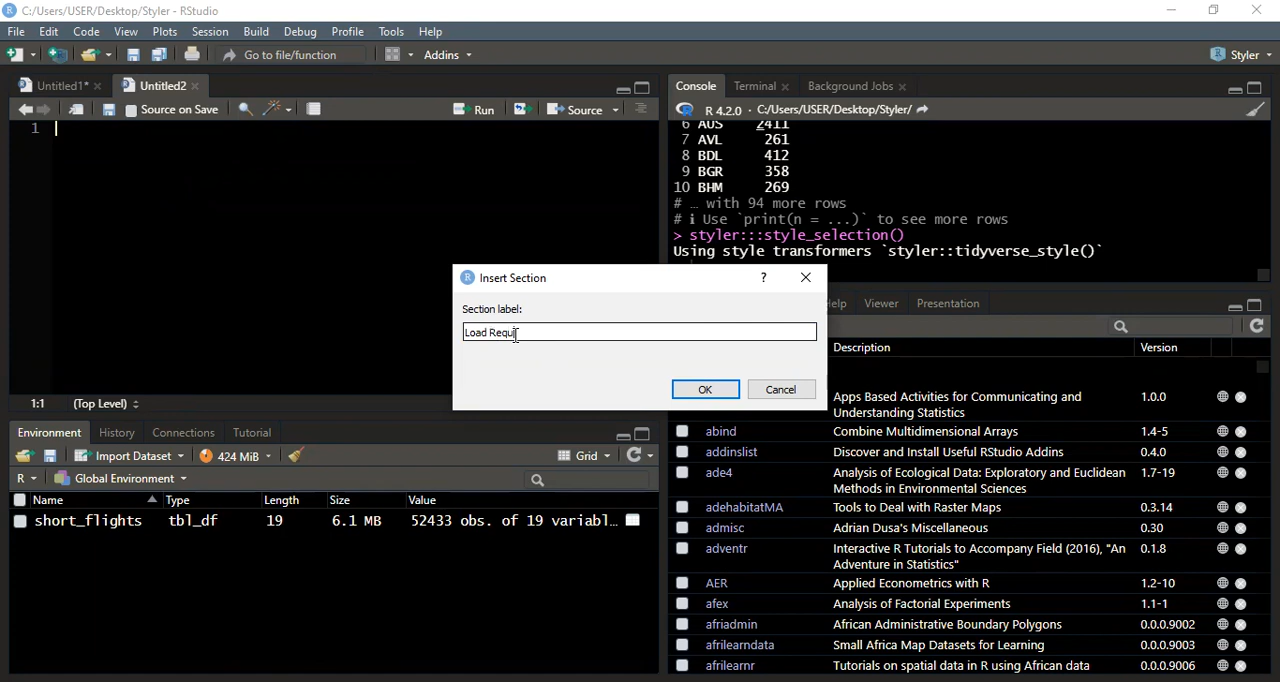 C:/Users/USER/Desktop/Styler - RStudio
File Edit Code View Plots Session Build Debug Profile Tools Help
Go to file/function Addins Styler
Untitled1* Untitled2
Source on Save Run Source
1
1:1 (Top Level)
Console Terminal Background Jobs
R 4.2.0 · C:/Users/USER/Desktop/Styler/
6 AUS 2411
7 AVL 261
8 BDL 412
9 BGR 358
10 BHM 269
# … with 94 more rows
# ℹ Use `print(n = ...)` to see more rows
> styler:::style_selection()
Using style transformers `styler::tidyverse_style()`
Insert Section ?
Section label:
Load Requi
OK Cancel
Environment History Connections Tutorial
Import Dataset 424 MiB Grid
R Global Environment
Name Type Length Size Value
short_flights tbl_df 19 6.1 MB 52433 obs. of 19 variabl…
elp Viewer Presentation
Description Version
Apps Based Activities for Communicating and Understanding Statistics 1.0.0
abind Combine Multidimensional Arrays 1.4-5
addinslist Discover and Install Useful RStudio Addins 0.4.0
ade4 Analysis of Ecological Data: Exploratory and Euclidean Methods in Environmental Sciences 1.7-19
adehabitatMA Tools to Deal with Raster Maps 0.3.14
admisc Adrian Dusa's Miscellaneous 0.30
adventr Interactive R Tutorials to Accompany Field (2016), "An Adventure in Statistics" 0.1.8
AER Applied Econometrics with R 1.2-10
afex Analysis of Factorial Experiments 1.1-1
afriadmin African Administrative Boundary Polygons 0.0.0.9002
afrilearndata Small Africa Map Datasets for Learning 0.0.0.9003
afrilearnr Tutorials on spatial data in R using African data 0.0.0.9006